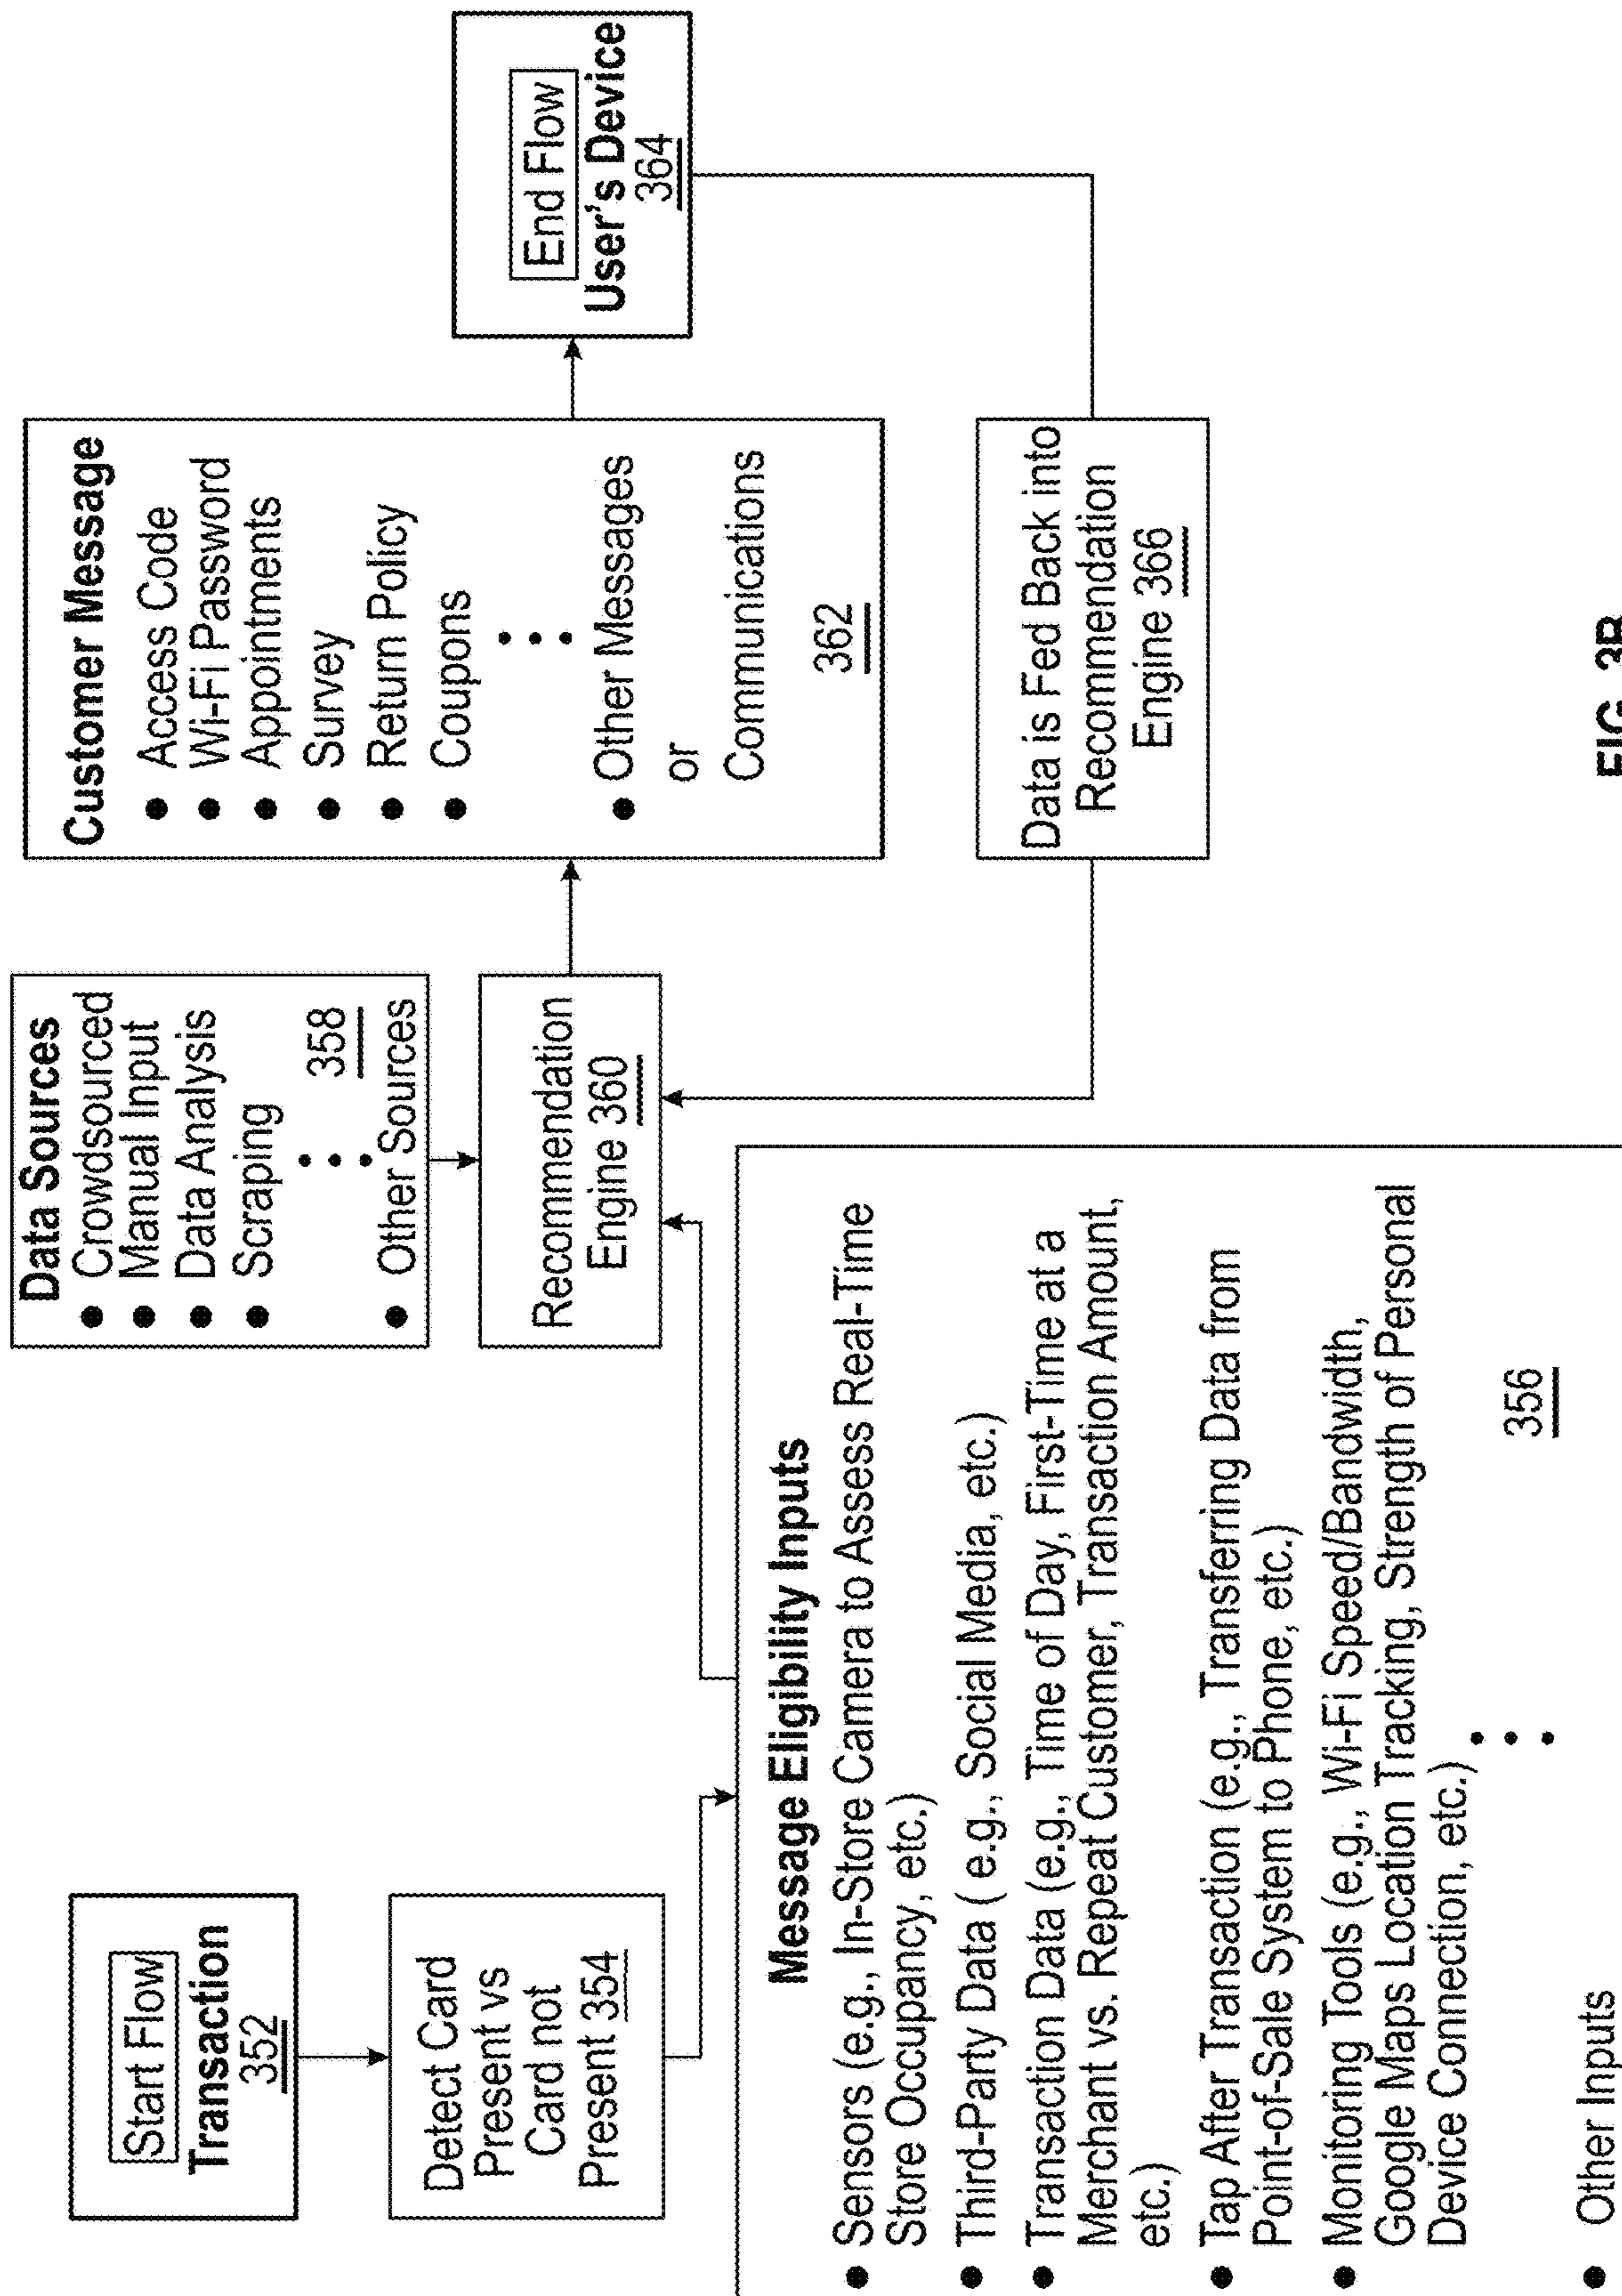 Start Flow
Transaction
352
Detect Card
Present vs
Card not
Present 354
Message Eligibility Inputs
● Sensors (e.g., In-Store Camera to Assess Real-Time
Store Occupancy, etc.)
● Third-Party Data ( e.g., Social Media, etc.)
● Transaction Data (e.g., Time of Day, First-Time at a
Merchant vs. Repeat Customer, Transaction Amount,
etc.)
● Tap After Transaction (e.g., Transferring Data from
Point-of-Sale System to Phone, etc.)
● Monitoring Tools (e.g., Wi-Fi Speed/Bandwidth,
Google Maps Location Tracking, Strength of Personal
Device Connection, etc.)
356
● Other Inputs
Data Sources
● Crowdsourced
● Manual Input
● Data Analysis
● Scraping
358
● Other Sources
Recommendation
Engine 360
Customer Message
● Access Code
● Wi-Fi Password
● Appointments
● Survey
● Return Policy
● Coupons
● Other Messages
or
Communications
362
Data is Fed Back into
Recommendation
Engine 366
End Flow
User's Device
364
FIG. 3B